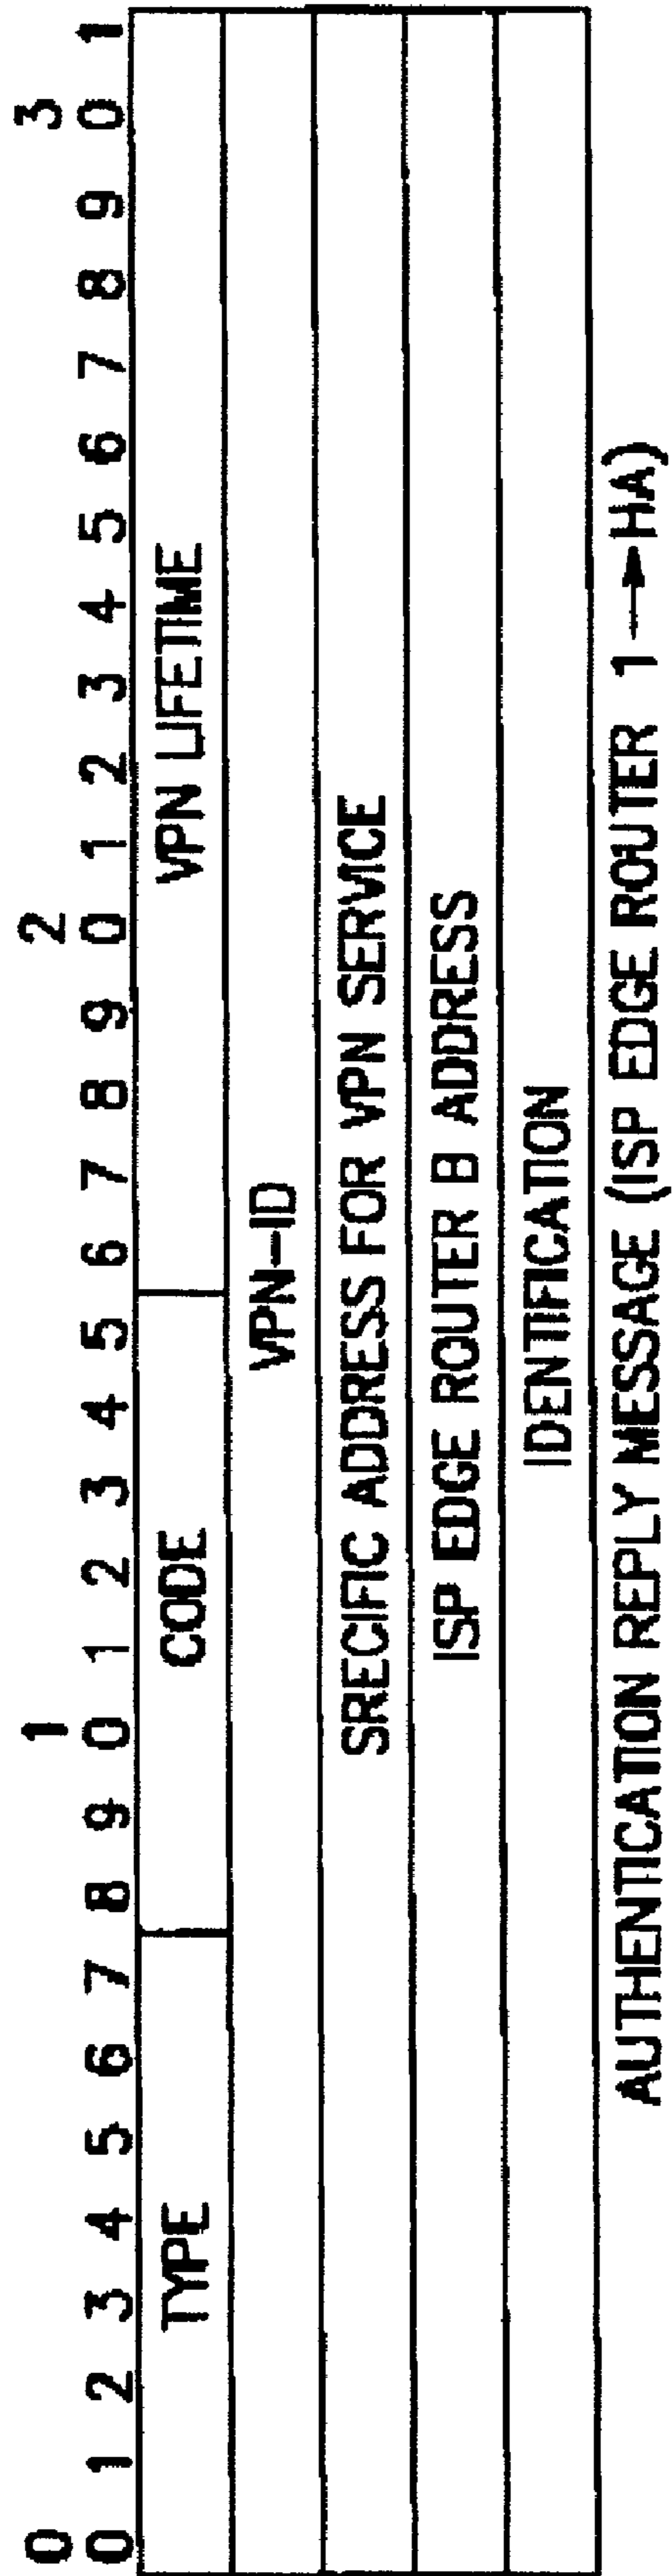 0 1 2 3
0 1 2 3 4 5 6 7 8 9 0 1 2 3 4 5 6 7 8 9 0 1 2 3 4 5 6 7 8 9 0 1
TYPE CODE VPN LIFETIME
VPN-ID
SRECIFIC ADDRESS FOR VPN SERVICE
ISP EDGE ROUTER B ADDRESS
IDENTIFICATION
AUTHENTICATION REPLY MESSAGE (ISP EDGE ROUTER 1 → HA)